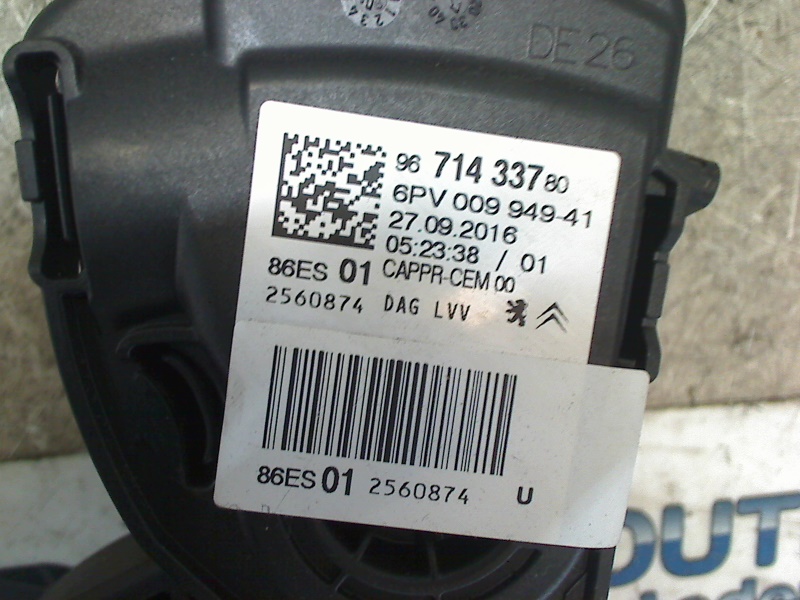 DE26
96 714 337 80
6PV 009 949-41
27.09.2016
05:23:38 / 01
86ES 01 CAPPR-CEM 00
2560874 DAG LVV
86ES 01 2560874 U
OUT